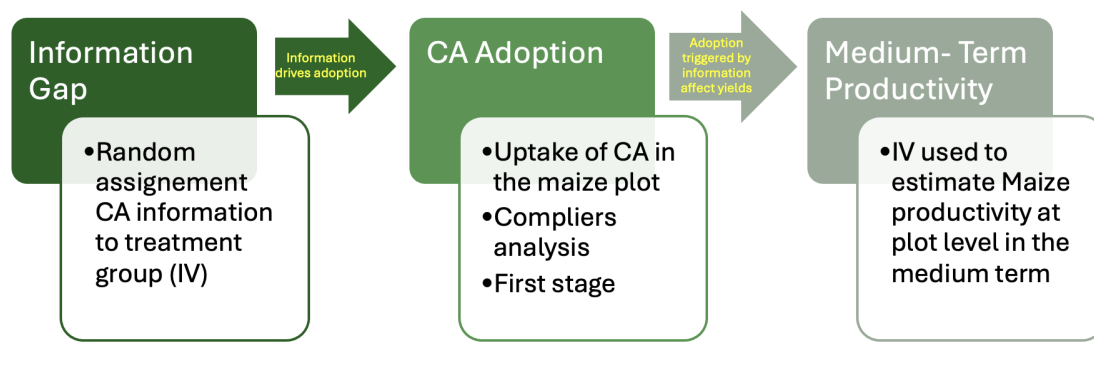 Information
Gap
•Random
assignement
CA information
to treatment
group (IV)
Information
drives adoption
CA Adoption
•Uptake of CA in
the maize plot
•Compliers
analysis
•First stage
Adoption
triggered by
information
affect yields
Medium- Term
Productivity
•IV used to
estimate Maize
productivity at
plot level in the
medium term